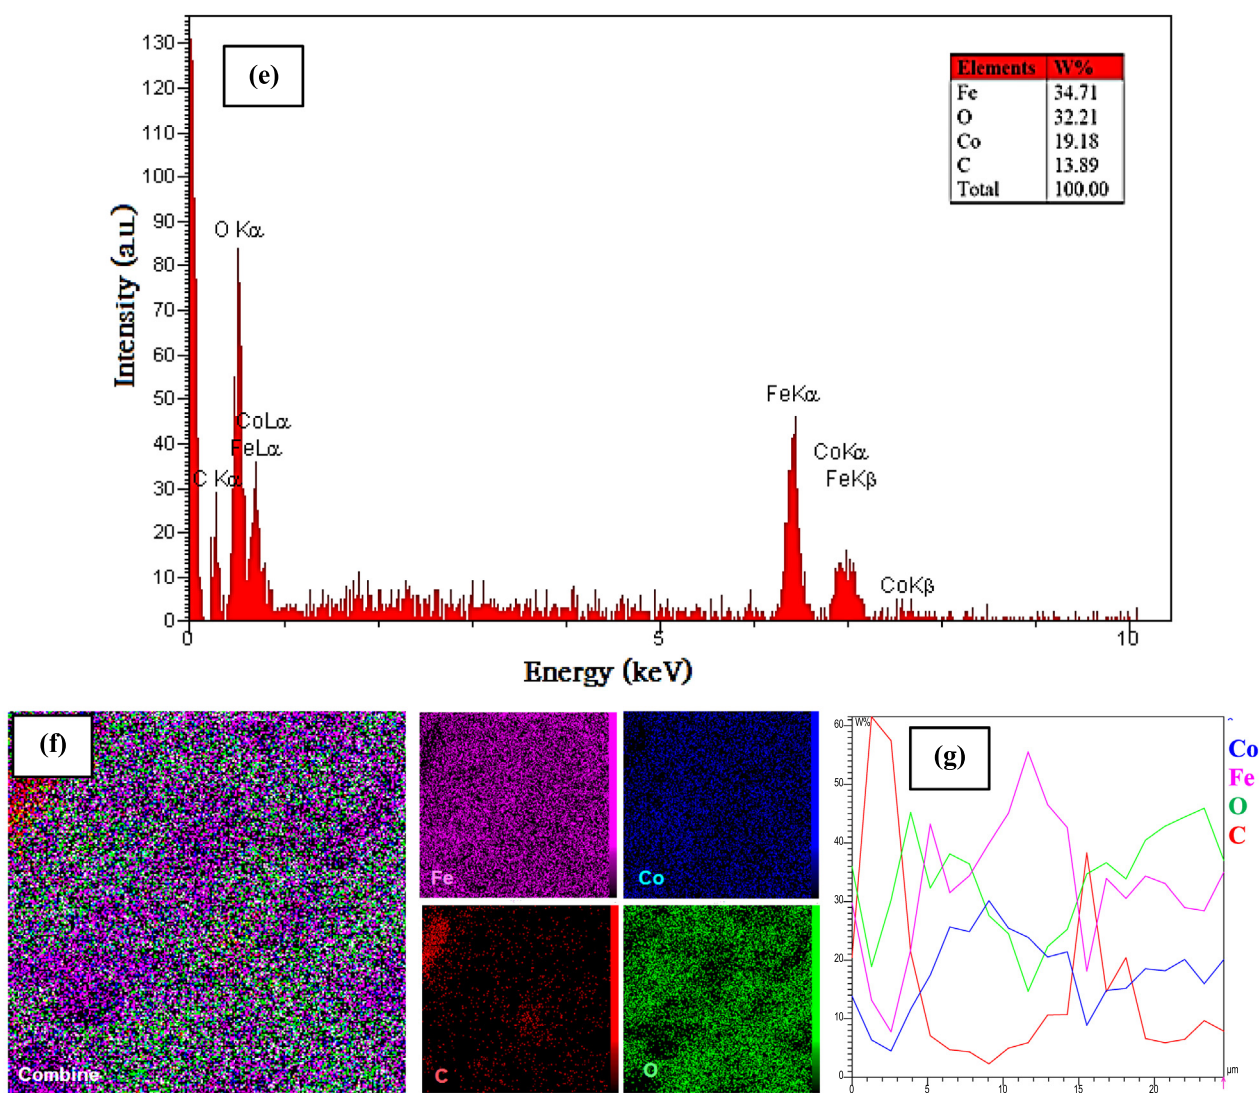 (e)
130
120
110
100
90
80
70
60
50
40
30
20
10
0
Intensity (a.u.)
O Kα
CoLα
FeLα
C Kα
FeKα
CoKα
FeKβ
CoKβ
0 5 10
Energy (keV)
Elements W%
Fe 34.71
O 32.21
Co 19.18
C 13.89
Total 100.00
(f)
Combine
Fe
Co
C
O
(g)
W%
60
50
40
30
20
10
0
0 5 10 15 20
µm
Co
Fe
O
C